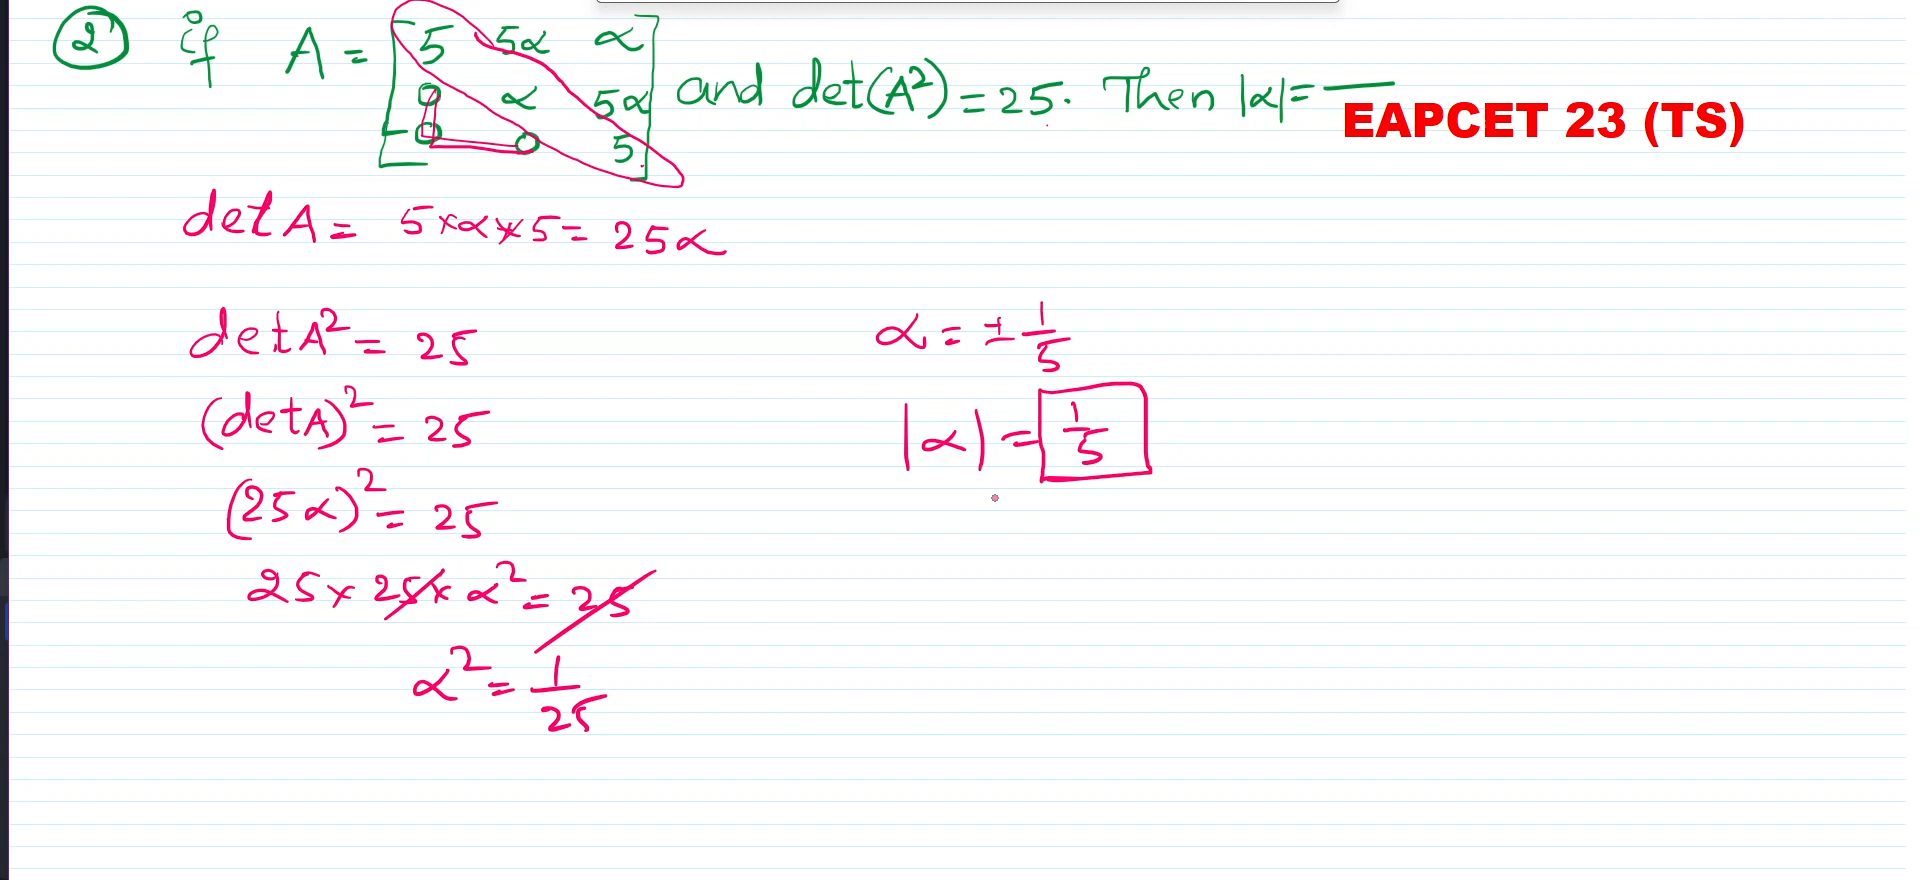 2 if A = [5 5α α
0 α 5α
0 0 5] and det(A²) = 25. Then |α| = __
EAPCET 23 (TS)
det A = 5 × α × 5 = 25α
det A² = 25
(det A)² = 25
(25α)² = 25
25 × 25 × α² = 25
α² = 1/25
α = ± 1/5
|α| = 1/5